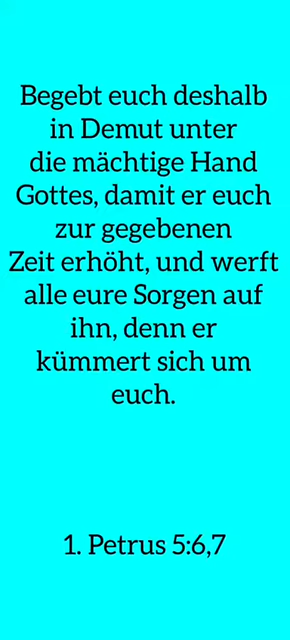 Begebt euch deshalb
in Demut unter
die mächtige Hand
Gottes, damit er euch
zur gegebenen
Zeit erhöht, und werft
alle eure Sorgen auf
ihn, denn er
kümmert sich um
euch.
1. Petrus 5:6,7